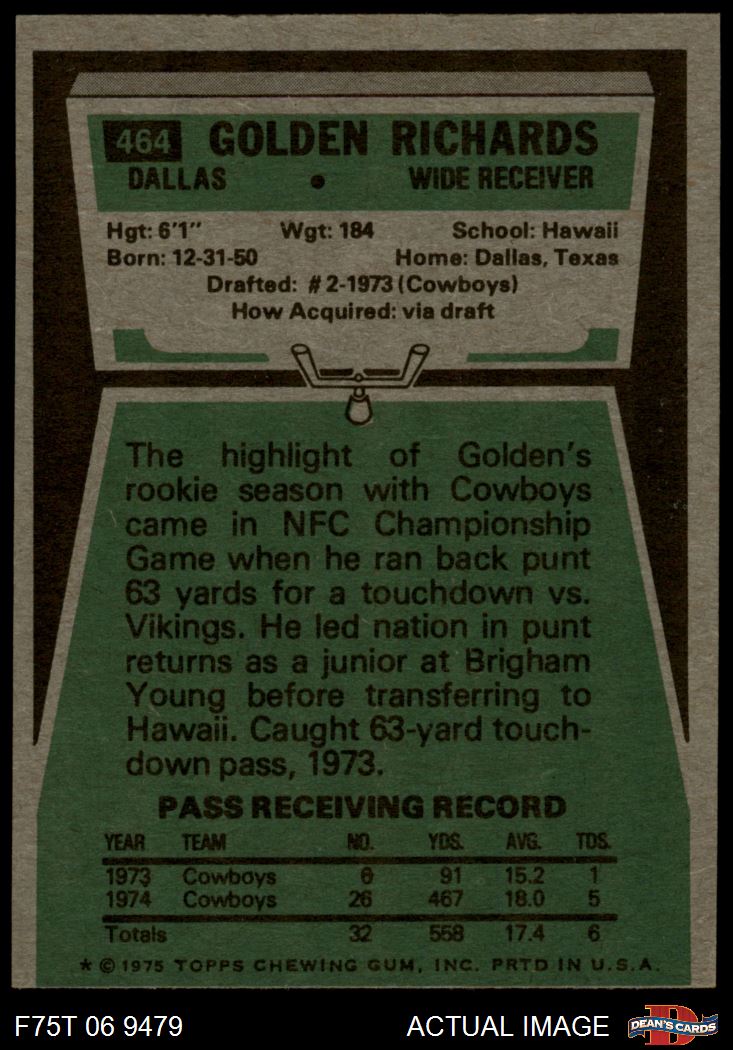 464 GOLDEN RICHARDS
DALLAS • WIDE RECEIVER
Hgt: 6'1" Wgt: 184 School: Hawaii
Born: 12-31-50 Home: Dallas, Texas
Drafted: #2-1973 (Cowboys)
How Acquired: via draft
The highlight of Golden's
rookie season with Cowboys
came in NFC Championship
Game when he ran back punt
63 yards for a touchdown vs.
Vikings. He led nation in punt
returns as a junior at Brigham
Young before transferring to
Hawaii. Caught 63-yard touch-
down pass, 1973.
PASS RECEIVING RECORD
YEAR TEAM NO. YDS. AVG. TDS.
1973 Cowboys 6 91 15.2 1
1974 Cowboys 26 467 18.0 5
Totals 32 558 17.4 6
* © 1975 TOPPS CHEWING GUM, INC. PRTD IN U.S.A.
F75T 06 9479 ACTUAL IMAGE D DEAN'S CARDS